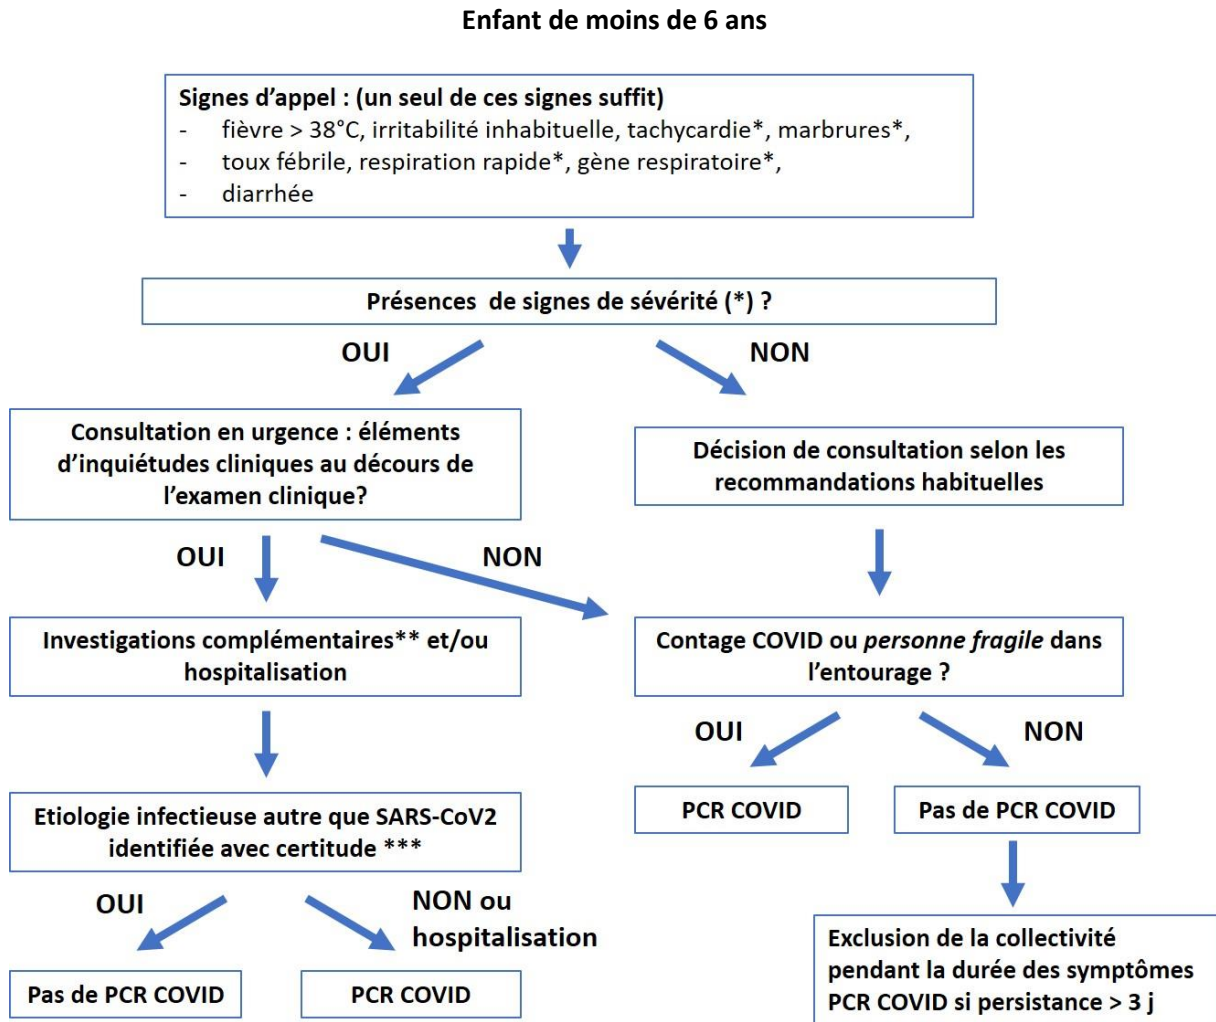 Enfant de moins de 6 ans
Signes d’appel : (un seul de ces signes suffit)
- fièvre > 38°C, irritabilité inhabituelle, tachycardie*, marbrures*,
- toux fébrile, respiration rapide*, gène respiratoire*,
- diarrhée
Présences de signes de sévérité (*) ?
OUI
NON
Consultation en urgence : éléments
d’inquiétudes cliniques au décours de
l’examen clinique?
Décision de consultation selon les
recommandations habituelles
OUI
NON
Investigations complémentaires** et/ou
hospitalisation
Contage COVID ou personne fragile dans
l’entourage ?
OUI
NON
Etiologie infectieuse autre que SARS-CoV2
identifiée avec certitude ***
PCR COVID
Pas de PCR COVID
OUI
NON ou
hospitalisation
Pas de PCR COVID
PCR COVID
Exclusion de la collectivité
pendant la durée des symptômes
PCR COVID si persistance > 3 j